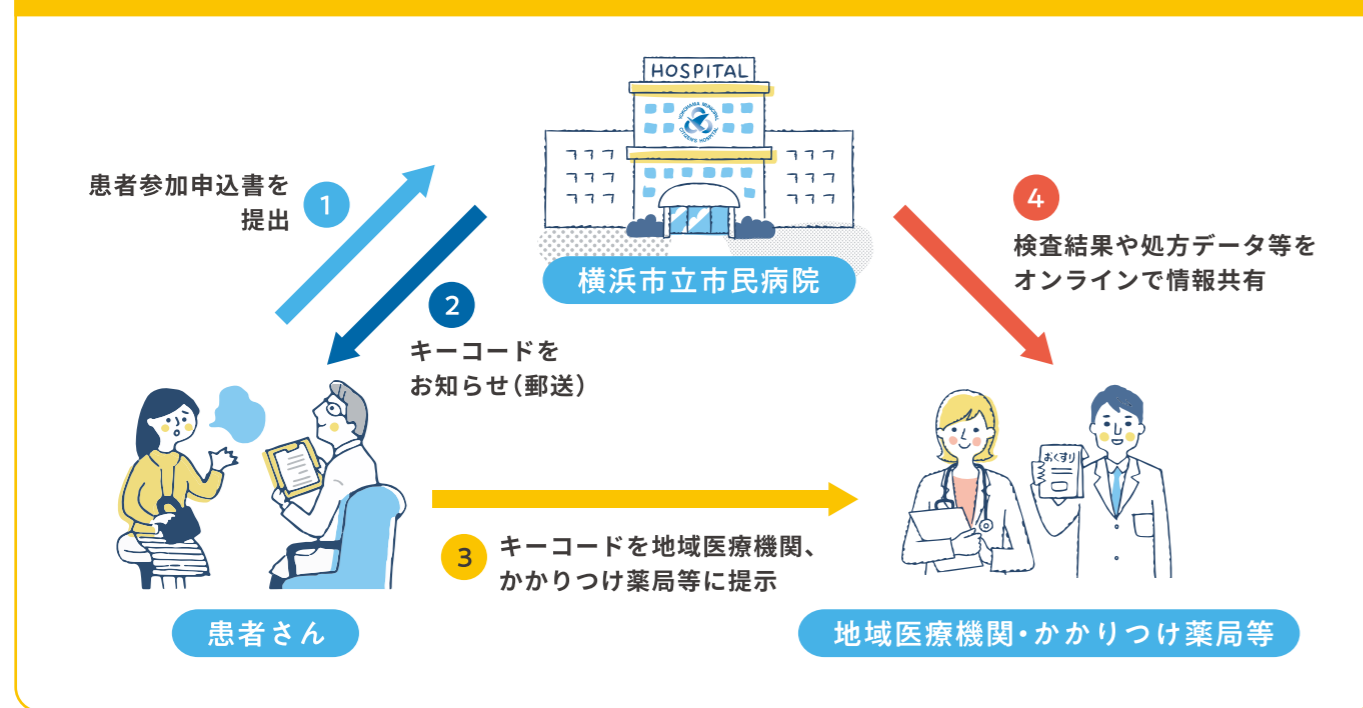 HOSPITAL
YOKOHAMA MUNICIPAL
CITIZEN'S HOSPITAL
横浜市立市民病院
患者参加申込書を
提出
1
2
キーコードを
お知らせ(郵送)
4
検査結果や処方データ等を
オンラインで情報共有
おくすり
3
キーコードを地域医療機関、
かかりつけ薬局等に提示
患者さん
地域医療機関・かかりつけ薬局等